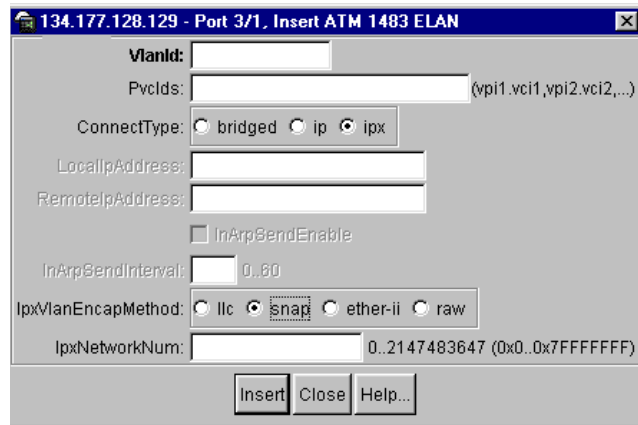 134.177.128.129 - Port 3/1, Insert ATM 1483 ELAN
VlanId:
PvcIds: (vpi1.vci1,vpi2.vci2,...)
ConnectType: bridged ip ipx
LocalIpAddress:
RemoteIpAddress:
InArpSendEnable
InArpSendInterval: 0..60
IpxVlanEncapMethod: llc snap ether-ii raw
IpxNetworkNum: 0..2147483647 (0x0..0x7FFFFFFF)
Insert Close Help...